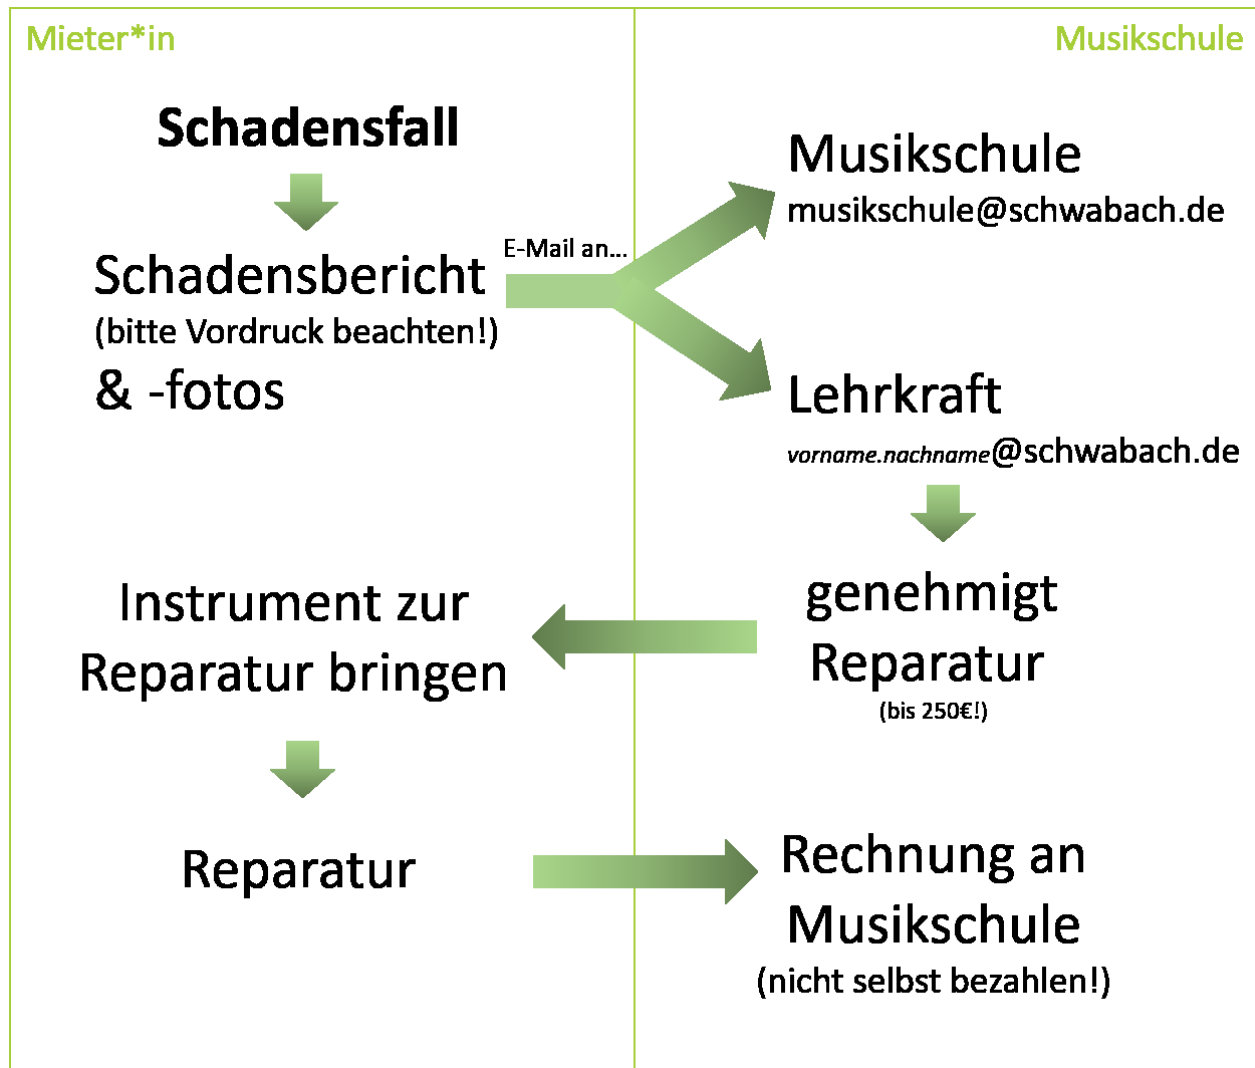 Mieter*in
Musikschule
Schadensfall
Schadensbericht
(bitte Vordruck beachten!)
& -fotos
E-Mail an...
Musikschule
musikschule@schwabach.de
Lehrkraft
vorname.nachname@schwabach.de
genehmigt
Reparatur
(bis 250€!)
Instrument zur
Reparatur bringen
Reparatur
Rechnung an
Musikschule
(nicht selbst bezahlen!)